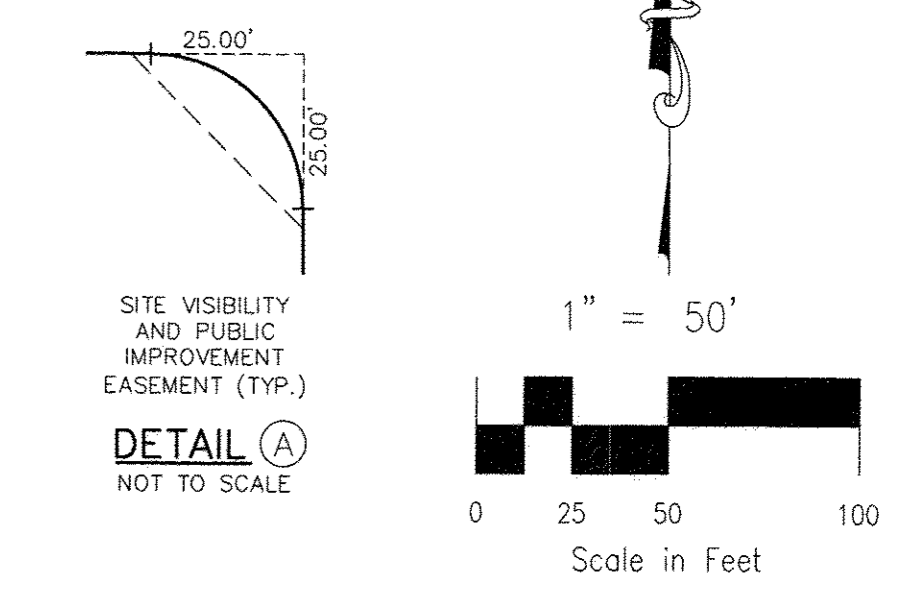 25.00'
25.00'
SITE VISIBILITY
AND PUBLIC
IMPROVEMENT
EASEMENT (TYP.)
DETAIL A
NOT TO SCALE
1" = 50'
0 25 50 100
Scale in Feet